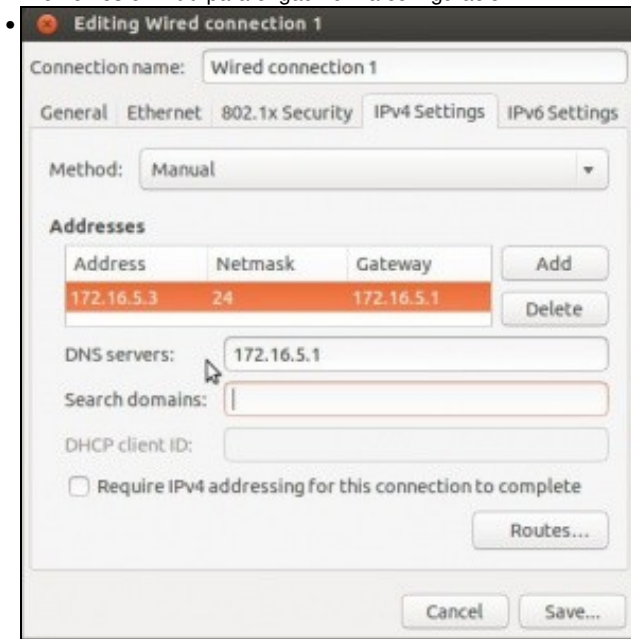 Editing Wired connection 1
Connection name: Wired connection 1
General Ethernet 802.1x Security IPv4 Settings IPv6 Settings
Method: Manual
Addresses
Address Netmask Gateway Add
172.16.5.3 24 172.16.5.1
Delete
DNS servers: 172.16.5.1
Search domains:
DHCP client ID:
Require IPv4 addressing for this connection to complete
Routes...
Cancel Save...